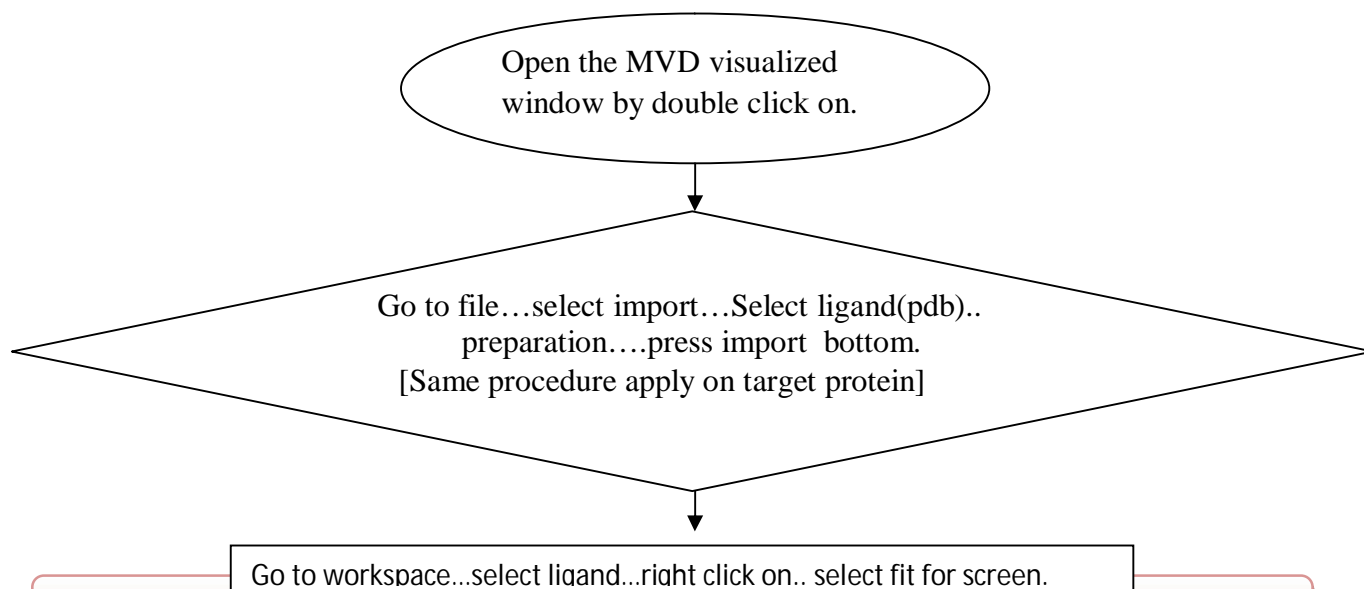 Open the MVD visualized
window by double click on.
Go to file…select import…Select ligand(pdb)..
preparation….press import bottom.
[Same procedure apply on target protein]
Go to workspace...select ligand...right click on.. select fit for screen.